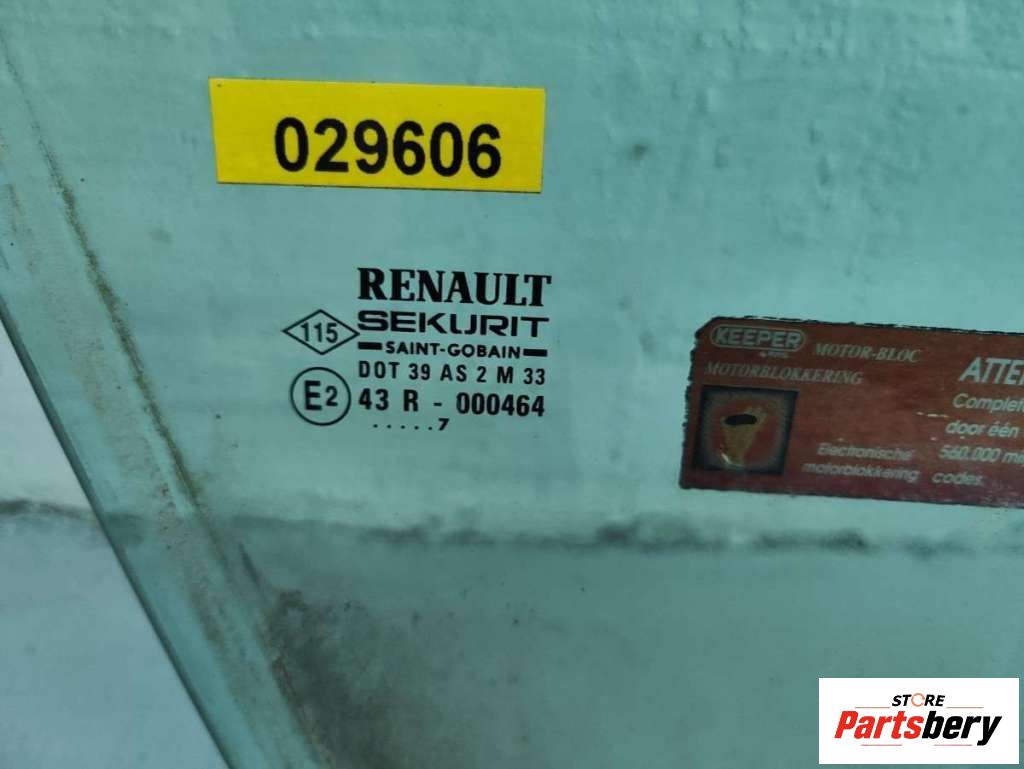 029606
RENAULT
115
SEKURIT
SAINT-GOBAIN
DOT 39 AS 2 M 33
E2
43 R - 000464
.....7
KEEPER
MOTOR-BLOC
MOTORBLOKKERING
ATTE
Complet
door één
560.000
Electronische
motorblokkering
codes
STORE
Partsbery